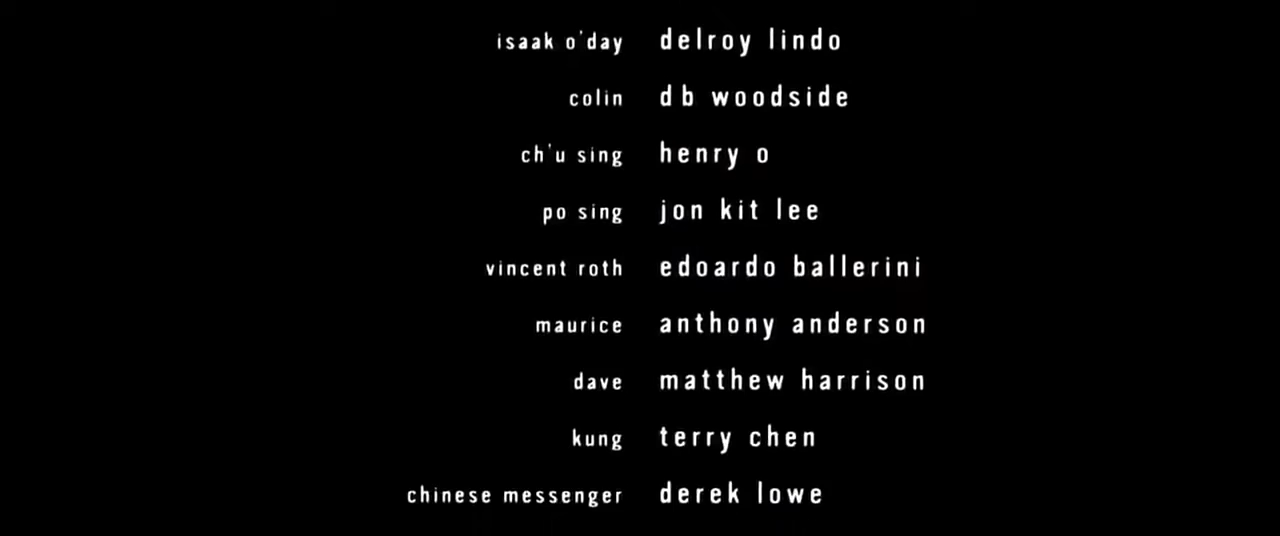 isaak o'day delroy lindo
colin db woodside
ch'u sing henry o
po sing jon kit lee
vincent roth edoardo ballerini
maurice anthony anderson
dave matthew harrison
kung terry chen
chinese messenger derek lowe